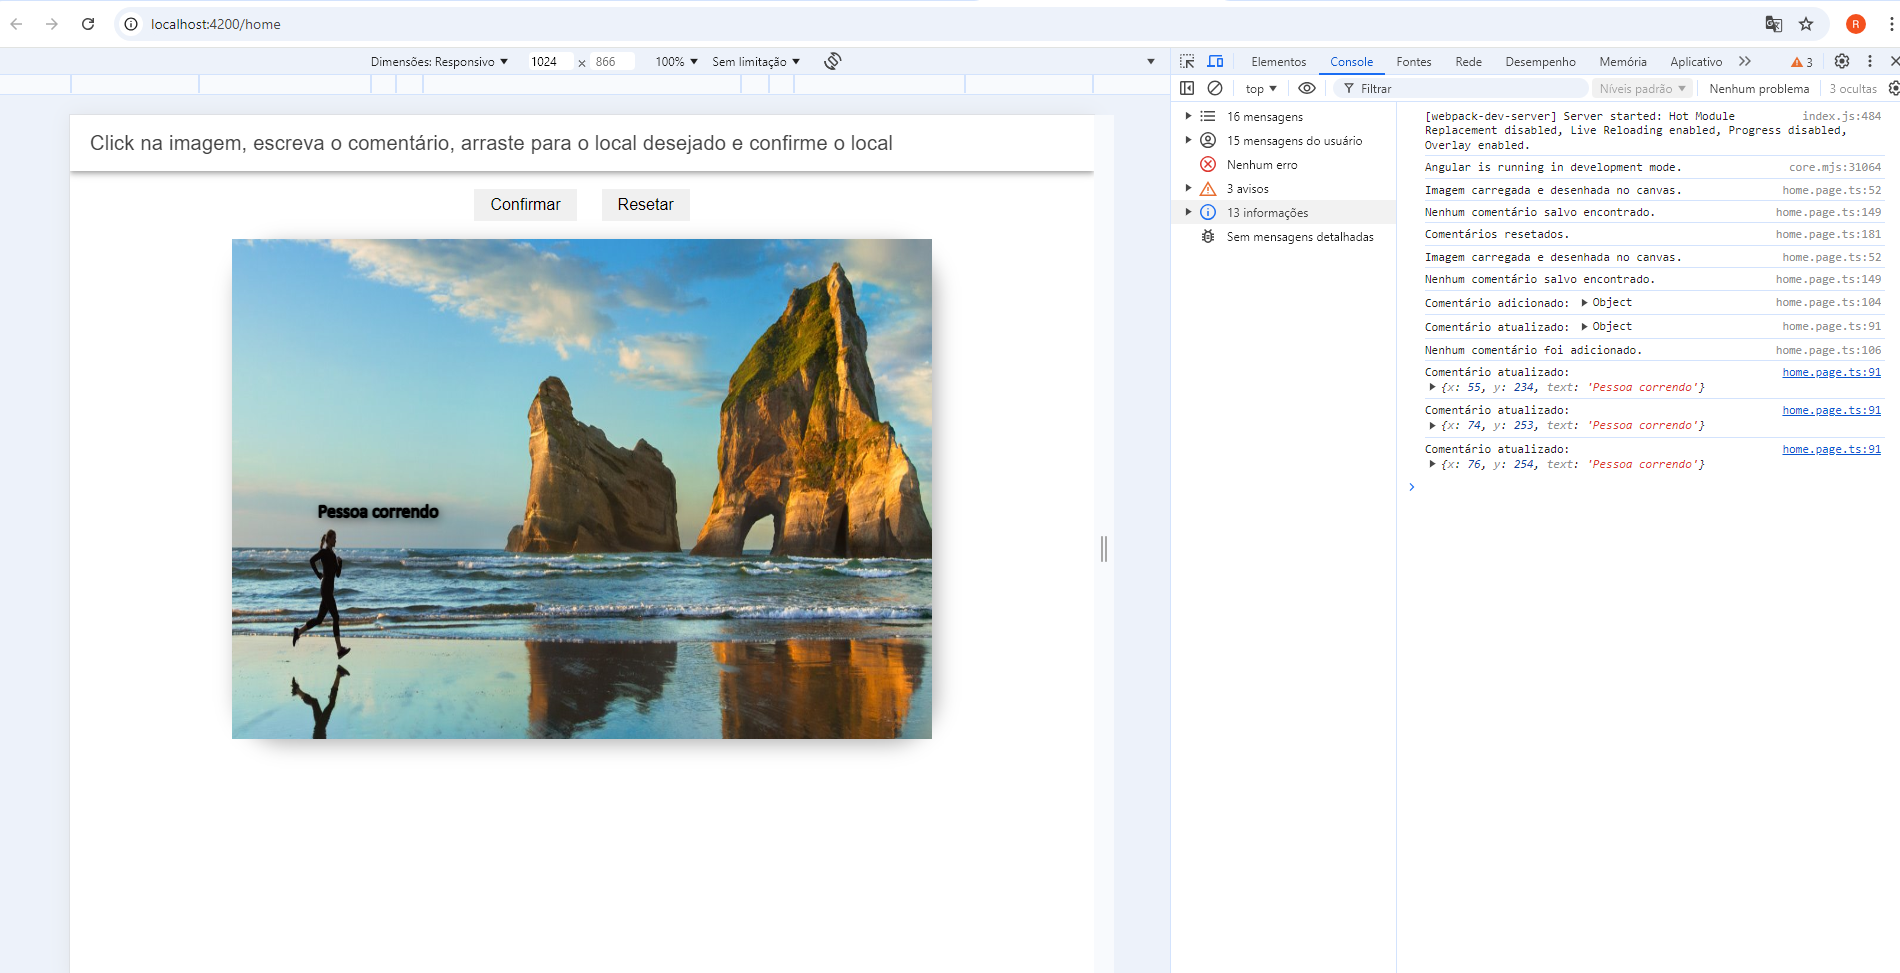 localhost:4200/home
R
Dimensões: Responsivo ▼ 1024 × 866 100% ▼ Sem limitação ▼
Click na imagem, escreva o comentário, arraste para o local desejado e confirme o local
Confirmar Resetar
Pessoa correndo
Elementos Console Fontes Rede Desempenho Memória Aplicativo 3
top ▼ Filtrar Níveis padrão ▼ Nenhum problema 3 ocultas
16 mensagens
15 mensagens do usuário
Nenhum erro
3 avisos
13 informações
Sem mensagens detalhadas
[webpack-dev-server] Server started: Hot Module index.js:484
Replacement disabled, Live Reloading enabled, Progress disabled,
Overlay enabled.
Angular is running in development mode. core.mjs:31064
Imagem carregada e desenhada no canvas. home.page.ts:52
Nenhum comentário salvo encontrado. home.page.ts:149
Comentários resetados. home.page.ts:181
Imagem carregada e desenhada no canvas. home.page.ts:52
Nenhum comentário salvo encontrado. home.page.ts:149
Comentário adicionado: ▶ Object home.page.ts:104
Comentário atualizado: ▶ Object home.page.ts:91
Nenhum comentário foi adicionado. home.page.ts:106
Comentário atualizado: home.page.ts:91
▶ {x: 55, y: 234, text: 'Pessoa correndo'}
Comentário atualizado: home.page.ts:91
▶ {x: 74, y: 253, text: 'Pessoa correndo'}
Comentário atualizado: home.page.ts:91
▶ {x: 76, y: 254, text: 'Pessoa correndo'}